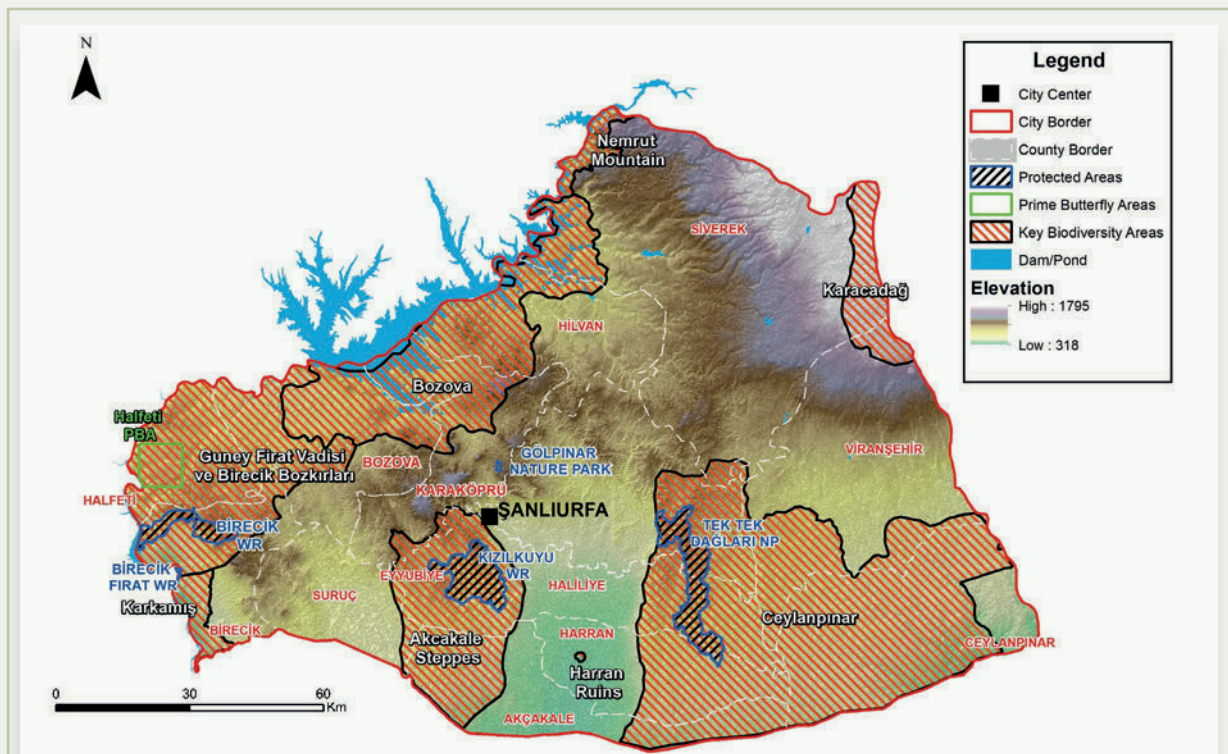 N
Legend
City Center
City Border
County Border
Protected Areas
Prime Butterfly Areas
Key Biodiversity Areas
Dam/Pond
Elevation
High : 1795
Low : 318
Nemrut
Mountain
SİVEREK
Karacadağ
HİLVAN
Bozova
Halfeti
PBA
Guney Firat Vadisi
ve Birecik Bozkırları
BOZOVA
GÖLPINAR
NATURE PARK
VİRANŞEHİR
HALFETİ
KARAKÖPRÜ
ŞANLIURFA
BİRECİK
WR
TEK TEK
DAĞLARI NP
KIZILKUYU
WR
BİRECİK
FIRAT WR
EYYUBİYE
HALİLİYE
SURUÇ
Karkamış
Ceylanpınar
BİRECİK
HARRAN
Akcakale
Steppes
CEYLANPINAR
Harran
Ruins
AKÇAKALE
0 30 60
Km